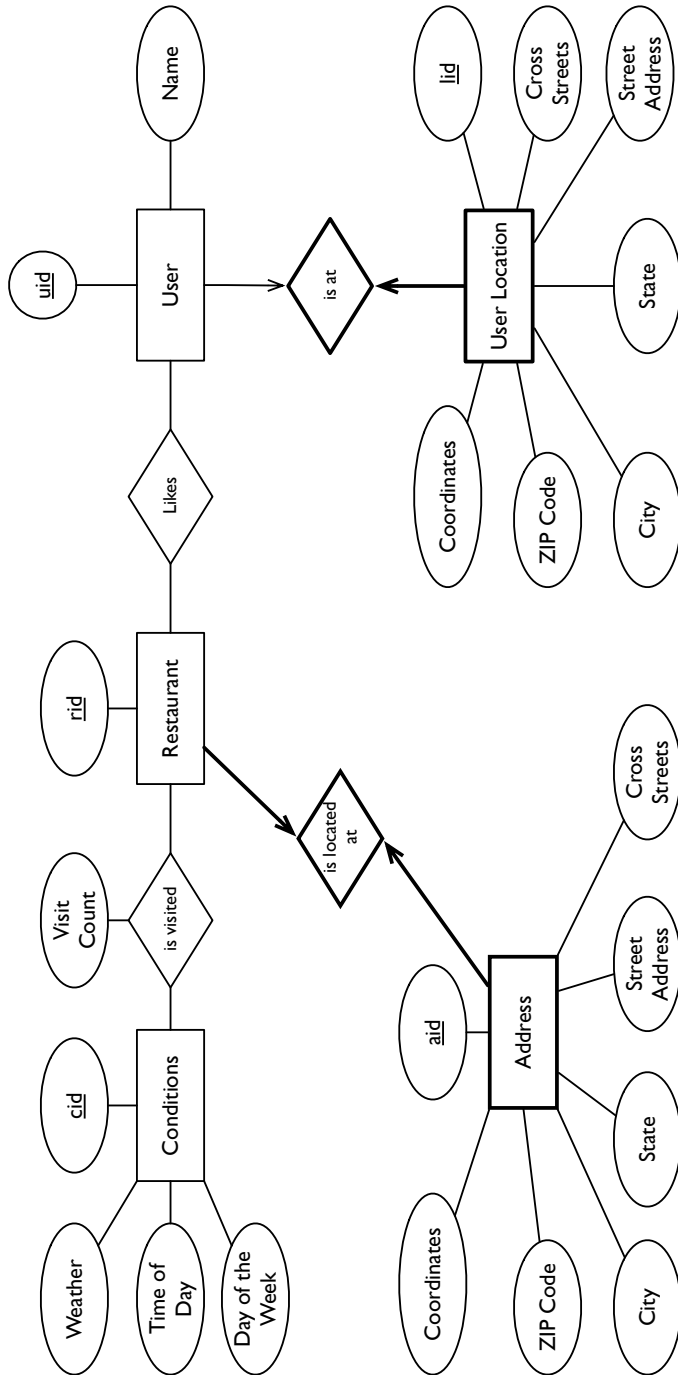 uid
Weather
cid
Visit
Count
rid
Time of
Day
Conditions
is visited
Restaurant
Likes
User
Name
Day of the
Week
is located
at
is at
Coordinates
aid
Coordinates
lid
ZIP Code
Address
ZIP Code
User Location
Cross
Streets
City
State
Street
Address
Cross
Streets
City
State
Street
Address